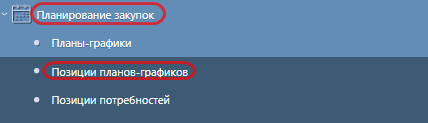 Планирование закупок
Планы-графики
Позиции планов-графиков
Позиции потребностей